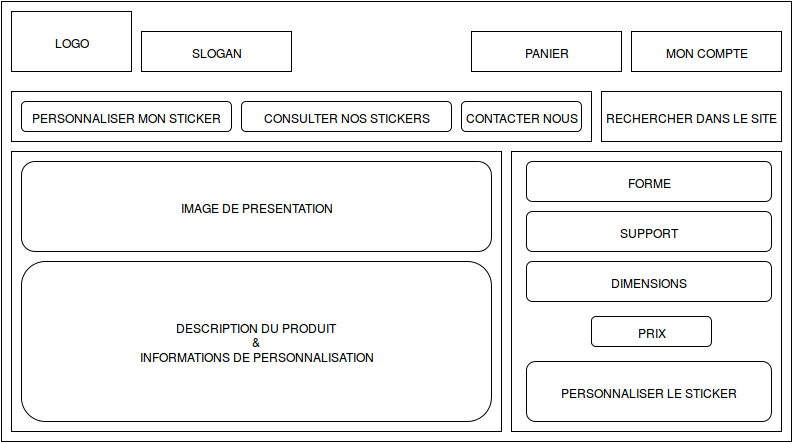 LOGO
SLOGAN
PANIER
MON COMPTE
PERSONNALISER MON STICKER
CONSULTER NOS STICKERS
CONTACTER NOUS
RECHERCHER DANS LE SITE
IMAGE DE PRESENTATION
DESCRIPTION DU PRODUIT
&
INFORMATIONS DE PERSONNALISATION
FORME
SUPPORT
DIMENSIONS
PRIX
PERSONNALISER LE STICKER